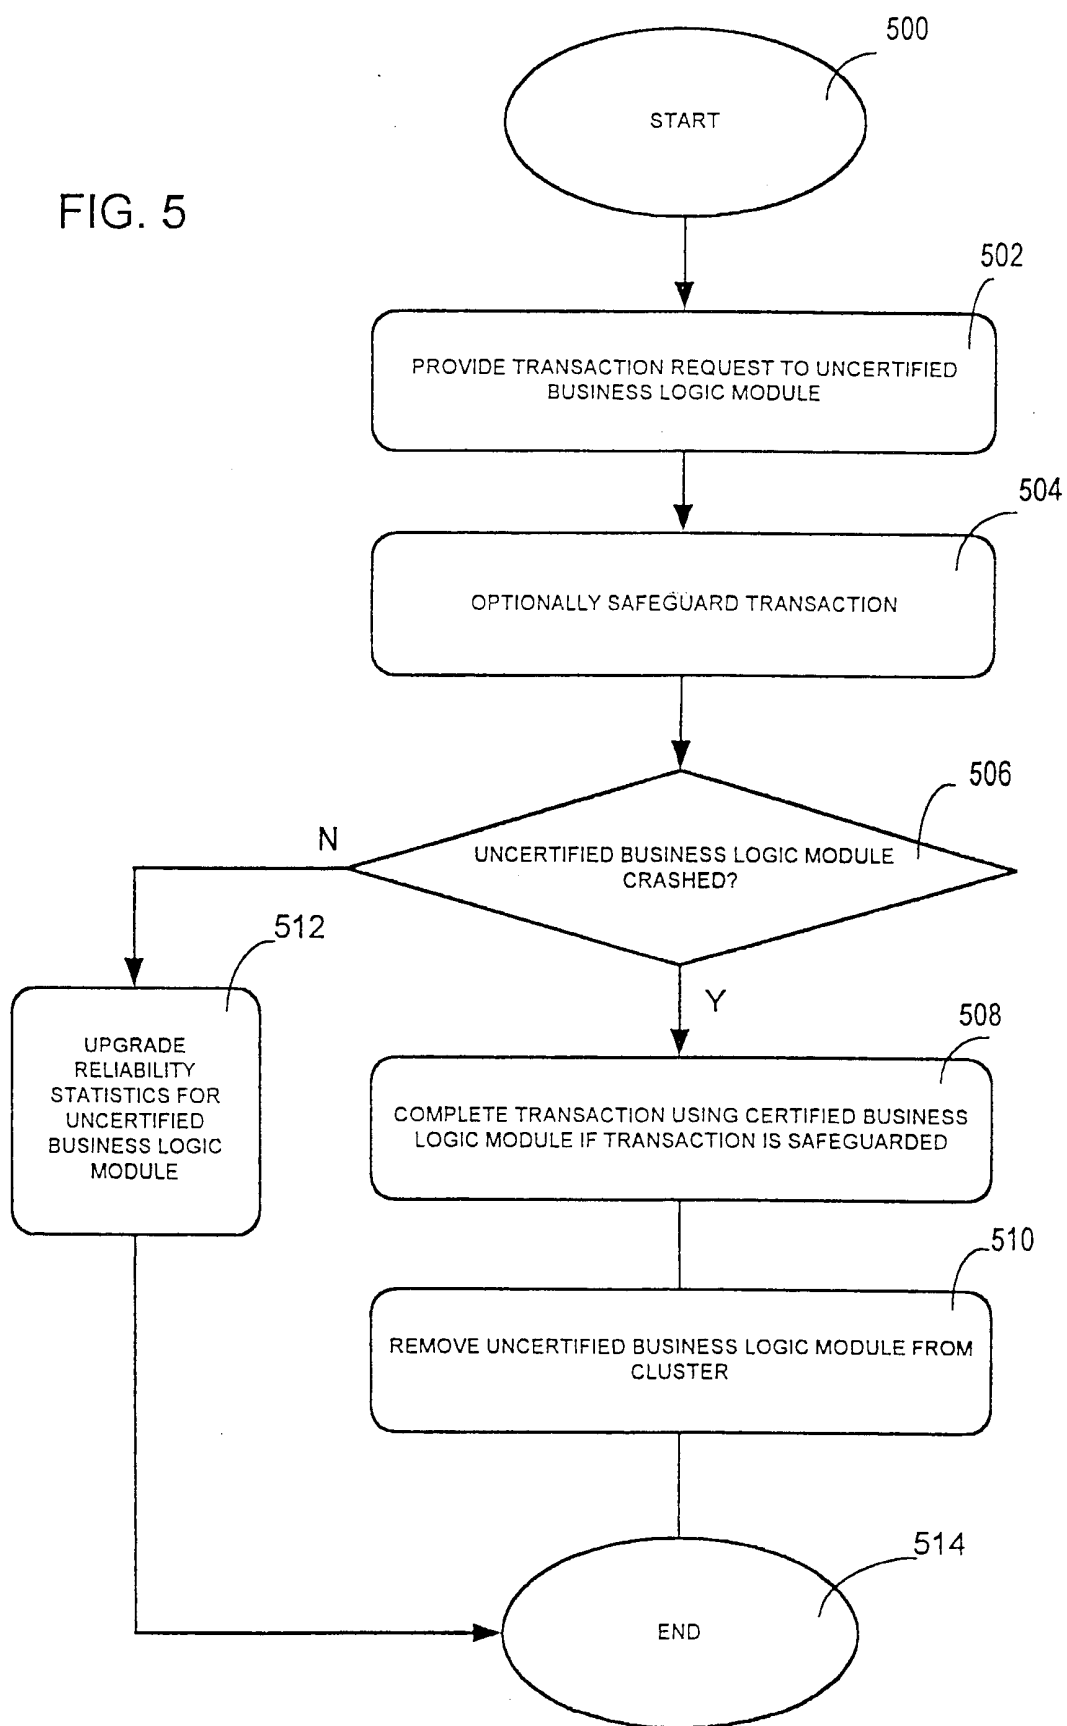 500
START
FIG. 5
502
PROVIDE TRANSACTION REQUEST TO UNCERTIFIED
BUSINESS LOGIC MODULE
504
OPTIONALLY SAFEGUARD TRANSACTION
506
UNCERTIFIED BUSINESS LOGIC MODULE
CRASHED?
N
Y
512
UPGRADE
RELIABILITY
STATISTICS FOR
UNCERTIFIED
BUSINESS LOGIC
MODULE
508
COMPLETE TRANSACTION USING CERTIFIED BUSINESS
LOGIC MODULE IF TRANSACTION IS SAFEGUARDED
510
REMOVE UNCERTIFIED BUSINESS LOGIC MODULE FROM
CLUSTER
514
END